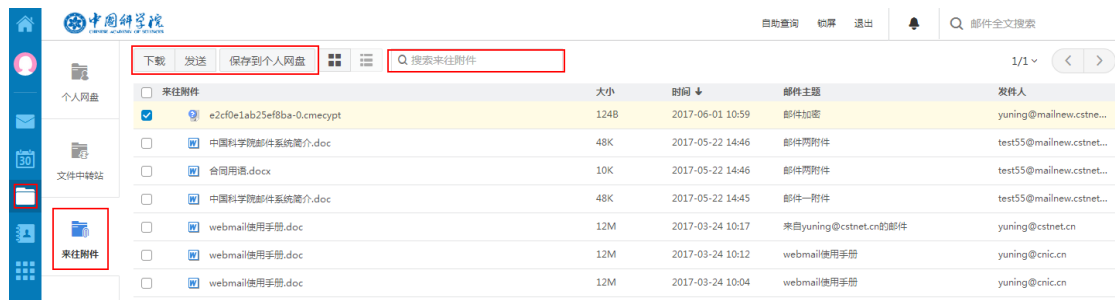 中国科学院
CHINESE ACADEMY OF SCIENCES
自助查询 锁屏 退出 邮件全文搜索
下载 发送 保存到个人网盘 搜索来往附件 1/1
个人网盘
30
文件中转站
来往附件
来往附件 大小 时间 邮件主题 发件人
e2cf0e1ab25ef8ba-0.cmecypt 124B 2017-06-01 10:59 邮件加密 yuning@mailnew.cstne...
中国科学院邮件系统简介.doc 48K 2017-05-22 14:46 邮件两附件 test55@mailnew.cstnet...
合同用语.docx 10K 2017-05-22 14:46 邮件两附件 test55@mailnew.cstnet...
中国科学院邮件系统简介.doc 48K 2017-05-22 14:45 邮件一附件 test55@mailnew.cstnet...
webmail使用手册.doc 12M 2017-03-24 10:17 来自yuning@cstnet.cn的邮件 yuning@cstnet.cn
webmail使用手册.doc 12M 2017-03-24 10:12 webmail使用手册 yuning@cnic.cn
webmail使用手册.doc 12M 2017-03-24 10:04 webmail使用手册 yuning@cnic.cn